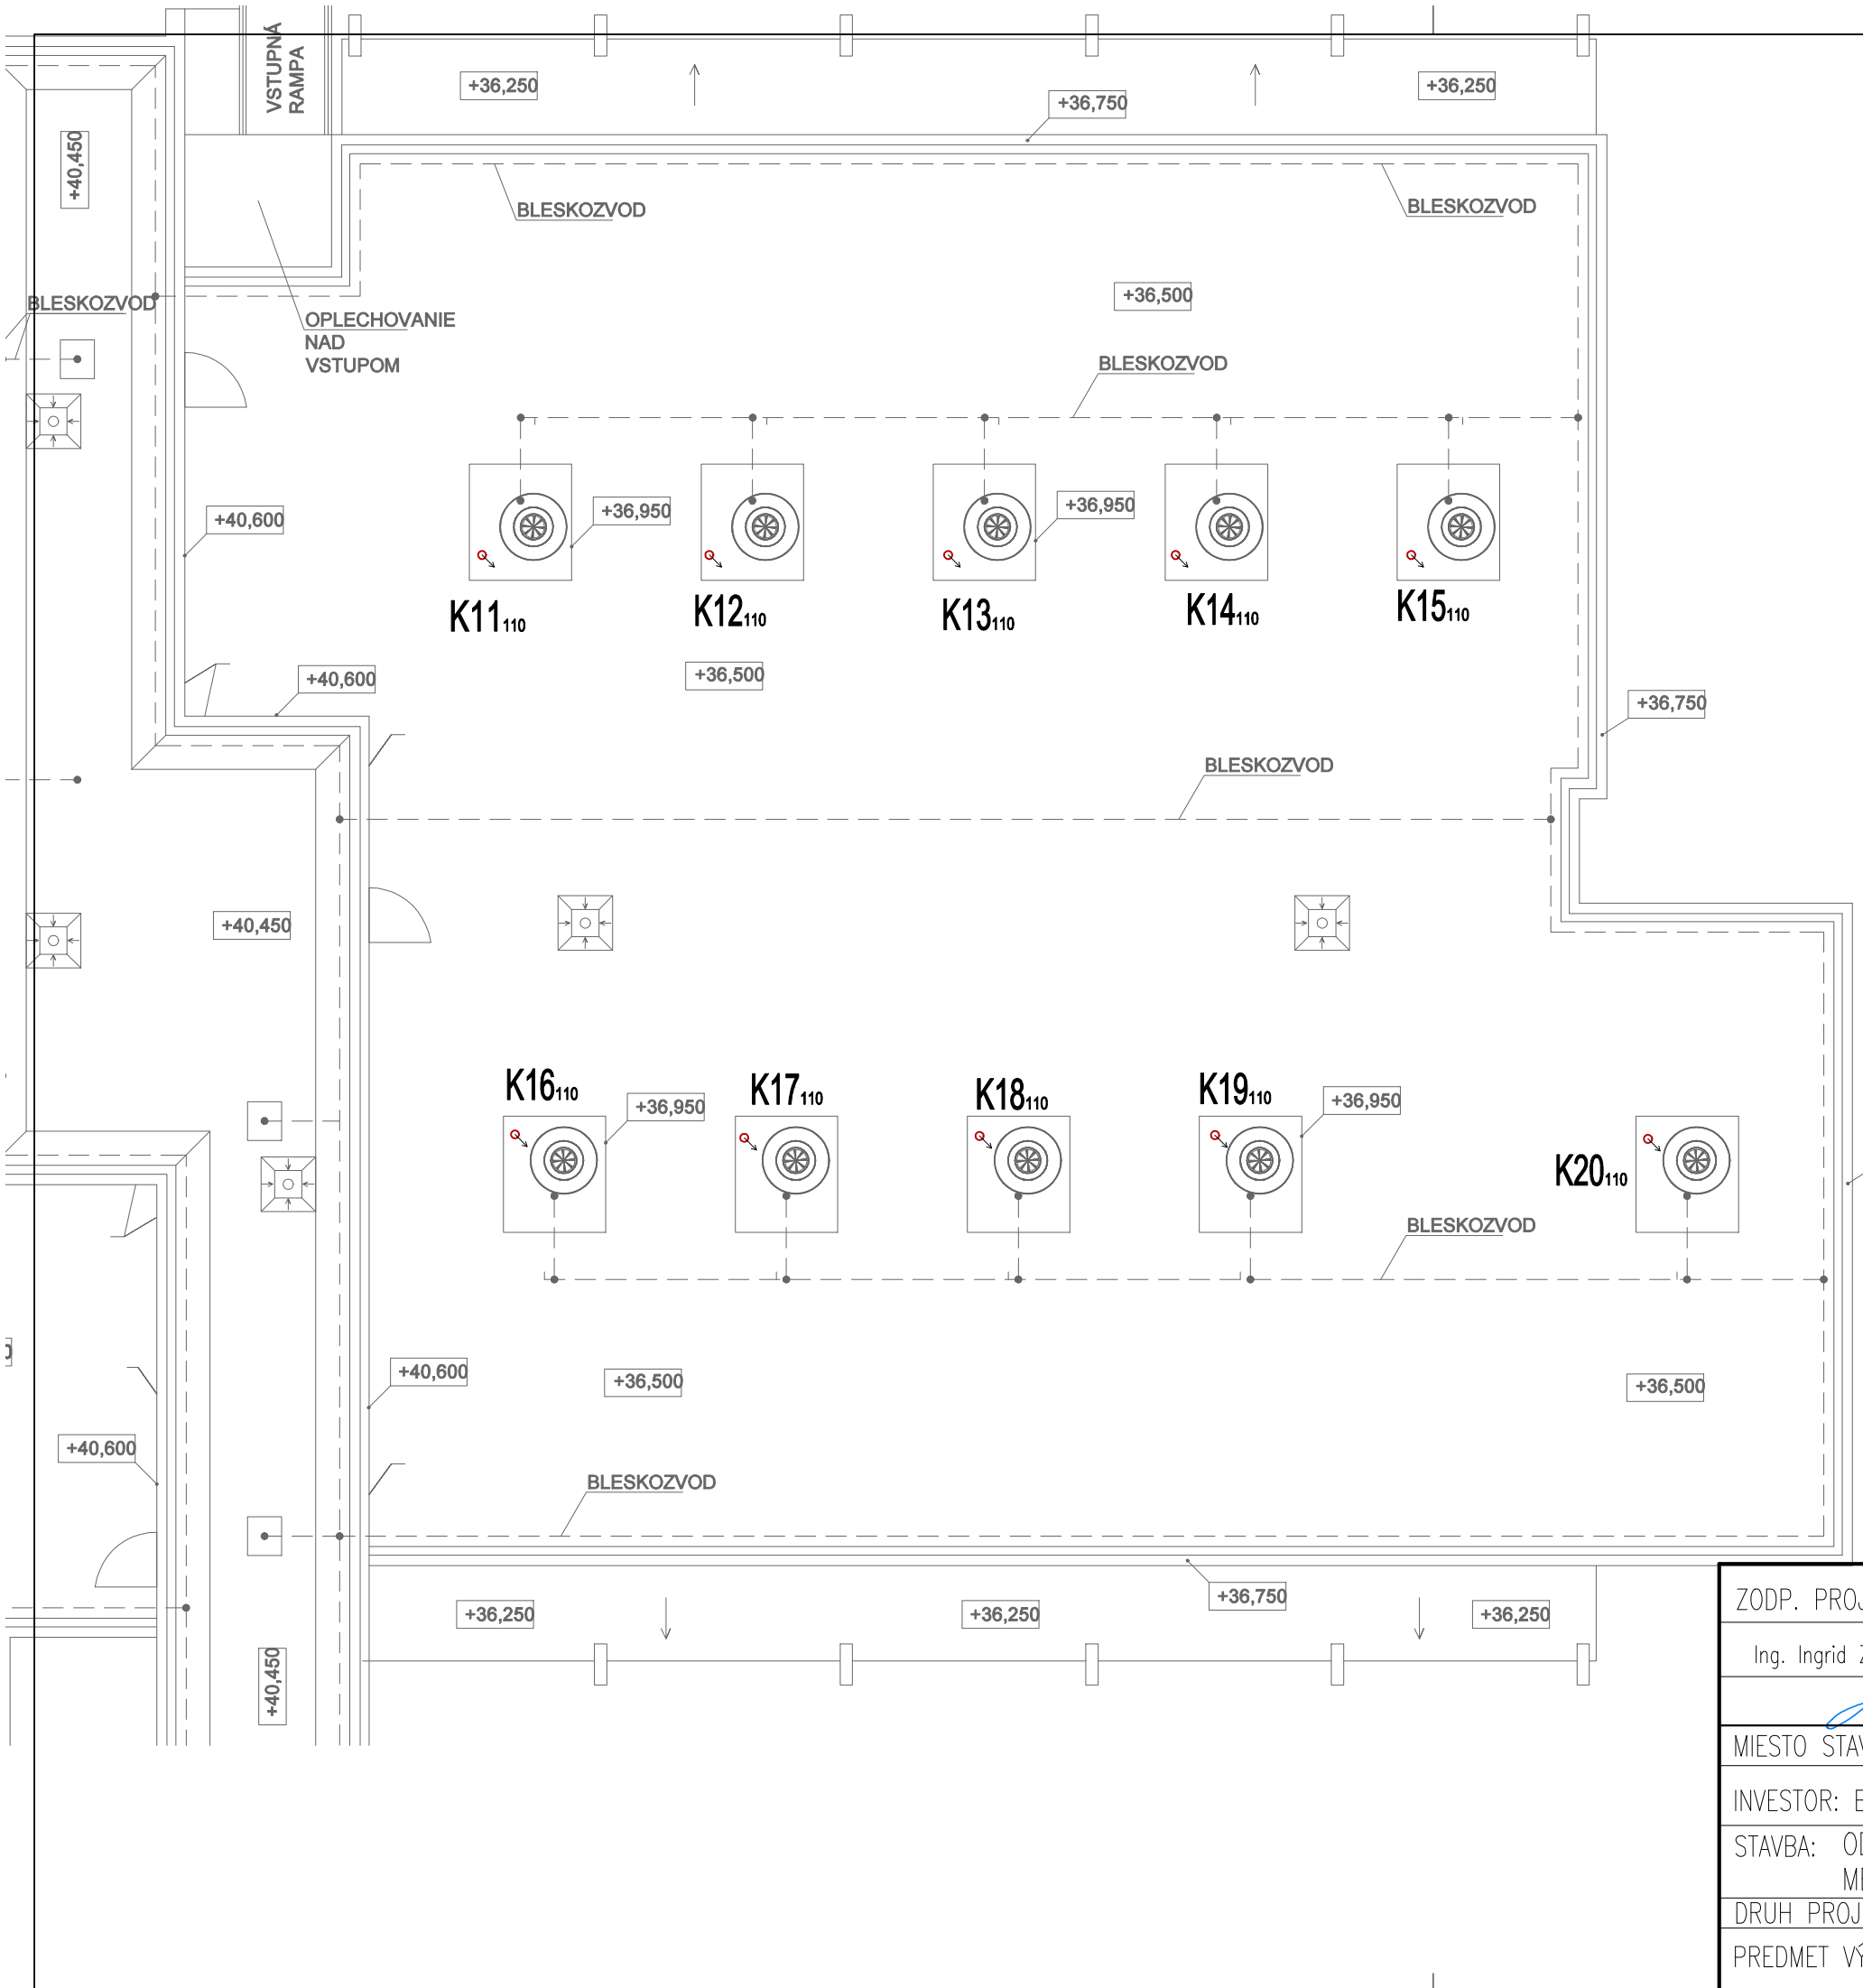 VSTUPNÁ
RAMPA
+36,250
+36,750
+36,250
+40,450
BLESKOZVOD
BLESKOZVOD
BLESKOZVOD
+36,500
OPLECHOVANIE
NAD
VSTUPOM
BLESKOZVOD
+40,600
+36,950
+36,950
K11110
K12110
K13110
K14110
K15110
+40,600
+36,500
+36,750
BLESKOZVOD
+40,450
K16110
+36,950
K17110
K18110
K19110
+36,950
K20110
BLESKOZVOD
+40,600
+36,500
+36,500
+40,600
BLESKOZVOD
+36,250
+36,250
+36,750
+36,250
+40,450
ZODP.
Ing. Ingrid
MIESTO
INVESTOR:
STAVBA:
DRUH
PREDMET